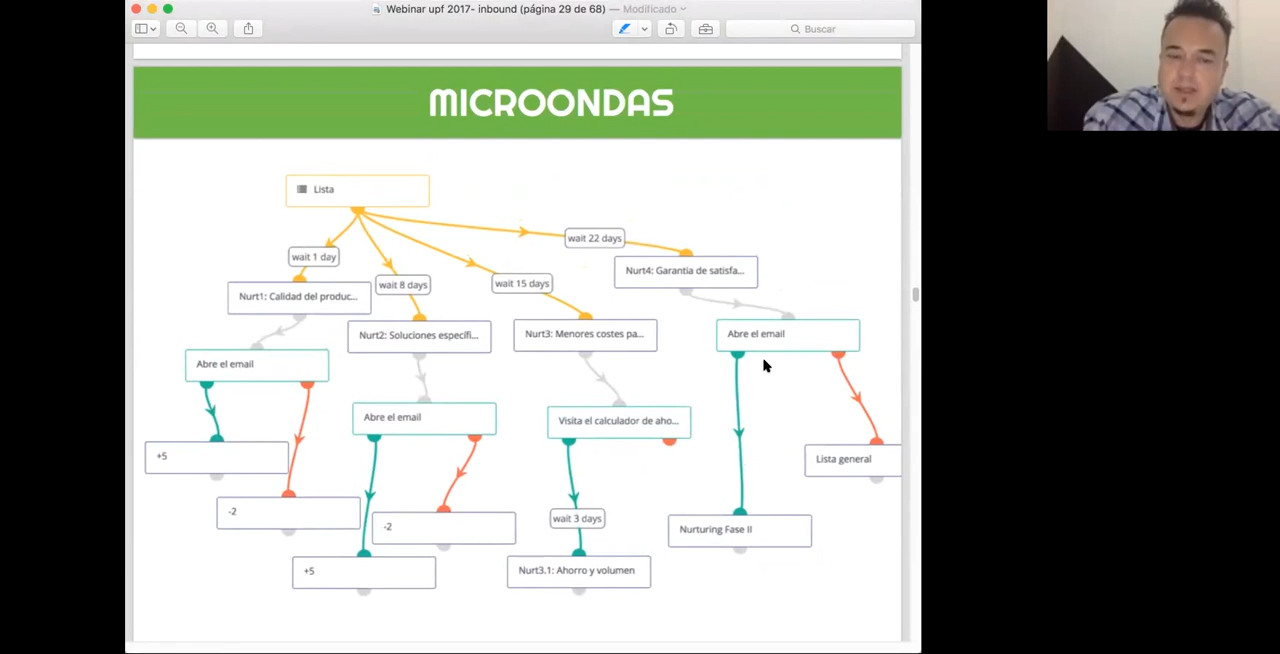 Webinar upf 2017- inbound (página 29 de 68) — Modificado
Buscar
MICROONDAS
Lista
wait 22 days
wait 1 day
Nurt4: Garantía de satisfa...
wait 8 days
wait 15 days
Nurt1: Calidad del produc...
Nurt2: Soluciones específi...
Nurt3: Menores costes pa...
Abre el email
Abre el email
Abre el email
Visita el calculador de aho...
+5
Lista general
-2
-2
wait 3 days
Nurturing Fase II
+5
Nurt3.1: Ahorro y volumen